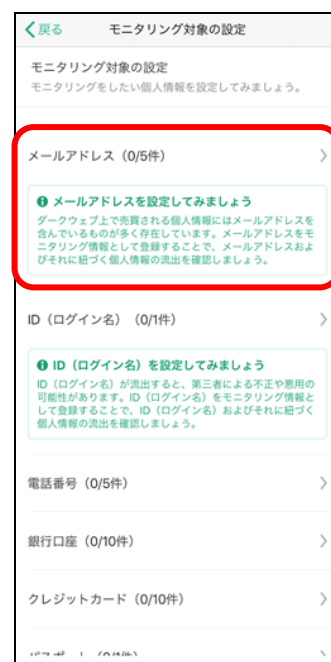 戻る モニタリング対象の設定
モニタリング対象の設定
モニタリングをしたい個人情報を設定してみましょう。
メールアドレス(0/5件)
メールアドレスを設定してみましょう
ダークウェブ上で売買される個人情報にはメールアドレスを
含んでいるものが多く存在しています。メールアドレスをモ
ニタリング情報として登録することで、メールアドレスおよ
びそれに紐づく個人情報の流出を確認しましょう。
ID(ログイン名)(0/1件)
ID(ログイン名)を設定してみましょう
ID(ログイン名)が流出すると、第三者による不正や悪用の
可能性があります。ID(ログイン名)をモニタリング情報と
して登録することで、ID(ログイン名)およびそれに紐づく
個人情報の流出を確認しましょう。
電話番号(0/5件)
銀行口座(0/10件)
クレジットカード(0/10件)